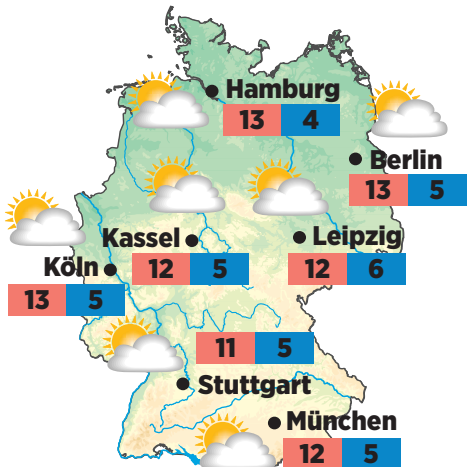 Hamburg
13 4
Berlin
13 5
Kassel
12 5
Leipzig
12 6
Köln
13 5
11 5
Stuttgart
München
12 5